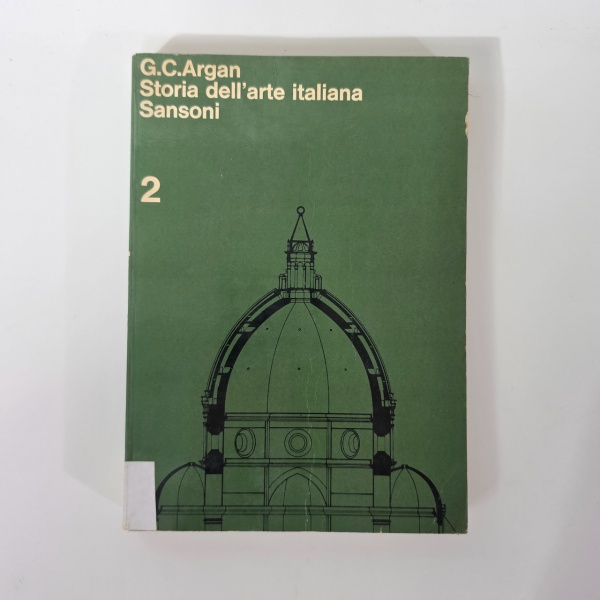 G.C.Argan
Storia dell'arte italiana
Sansoni
2